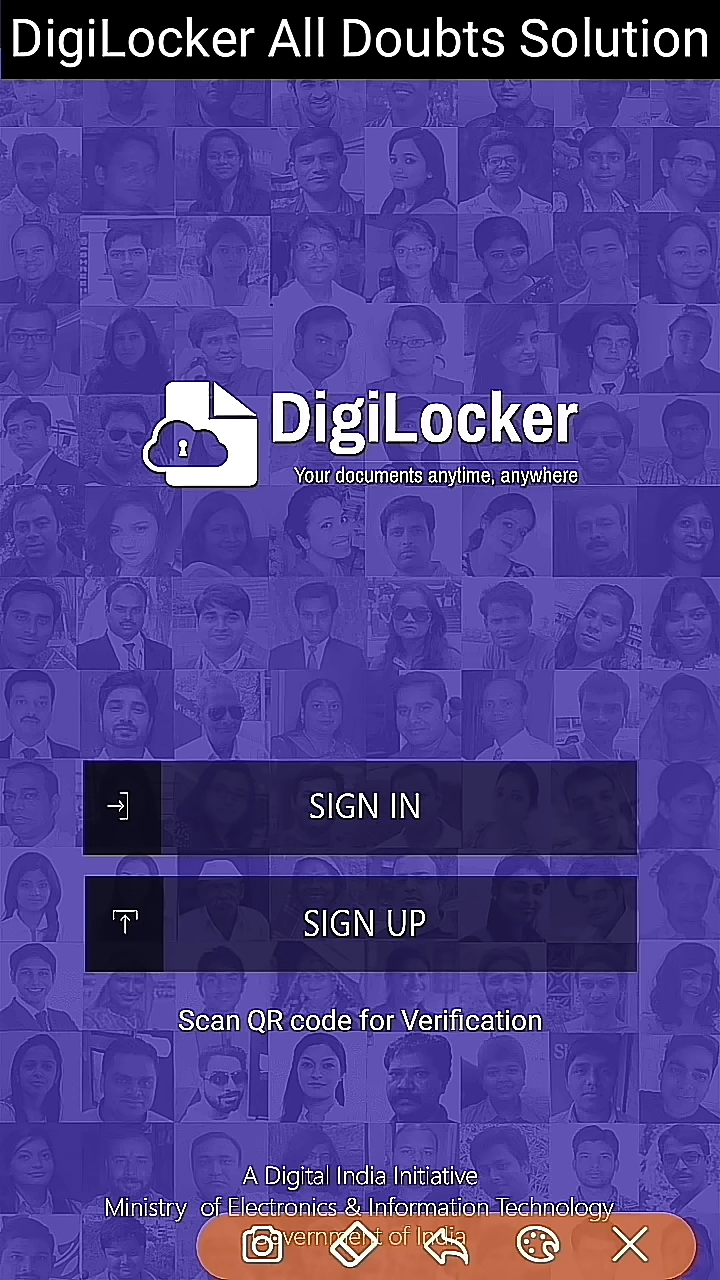 DigiLocker All Doubts Solution
DigiLocker
Your documents anytime, anywhere
SIGN IN
SIGN UP
Scan QR code for Verification
A Digital India Initiative
Ministry of Electronics & Information Technology
Government of India